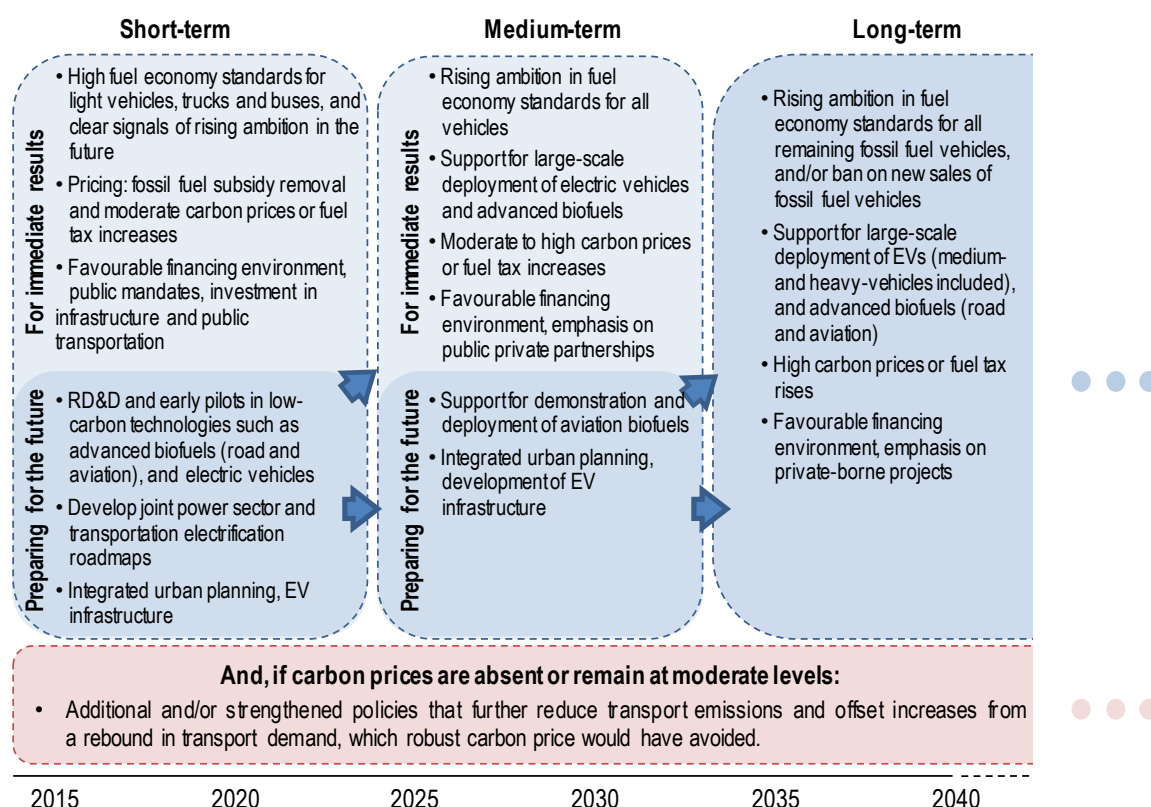 Short-term
Medium-term
Long-term
For immediate results
• High fuel economy standards for
light vehicles, trucks and buses, and
clear signals of rising ambition in the
future
• Pricing: fossil fuel subsidy removal
and moderate carbon prices or fuel
tax increases
• Favourable financing environment,
public mandates, investment in
infrastructure and public
transportation
Preparing for the future
• RD&D and early pilots in low-
carbon technologies such as
advanced biofuels (road and
aviation), and electric vehicles
• Develop joint power sector and
transportation electrification
roadmaps
• Integrated urban planning, EV
infrastructure
For immediate results
• Rising ambition in fuel
economy standards for all
vehicles
• Support for large-scale
deployment of electric vehicles
and advanced biofuels
• Moderate to high carbon prices
or fuel tax increases
• Favourable financing
environment, emphasis on
public private partnerships
Preparing for the future
• Support for demonstration and
deployment of aviation biofuels
• Integrated urban planning,
development of EV
infrastructure
• Rising ambition in fuel
economy standards for all
remaining fossil fuel vehicles,
and/or ban on new sales of
fossil fuel vehicles
• Support for large-scale
deployment of EVs (medium-
and heavy-vehicles included),
and advanced biofuels (road
and aviation)
• High carbon prices or fuel tax
rises
• Favourable financing
environment, emphasis on
private-borne projects
And, if carbon prices are absent or remain at moderate levels:
• Additional and/or strengthened policies that further reduce transport emissions and offset increases from
a rebound in transport demand, which robust carbon price would have avoided.
2015 2020 2025 2030 2035 2040